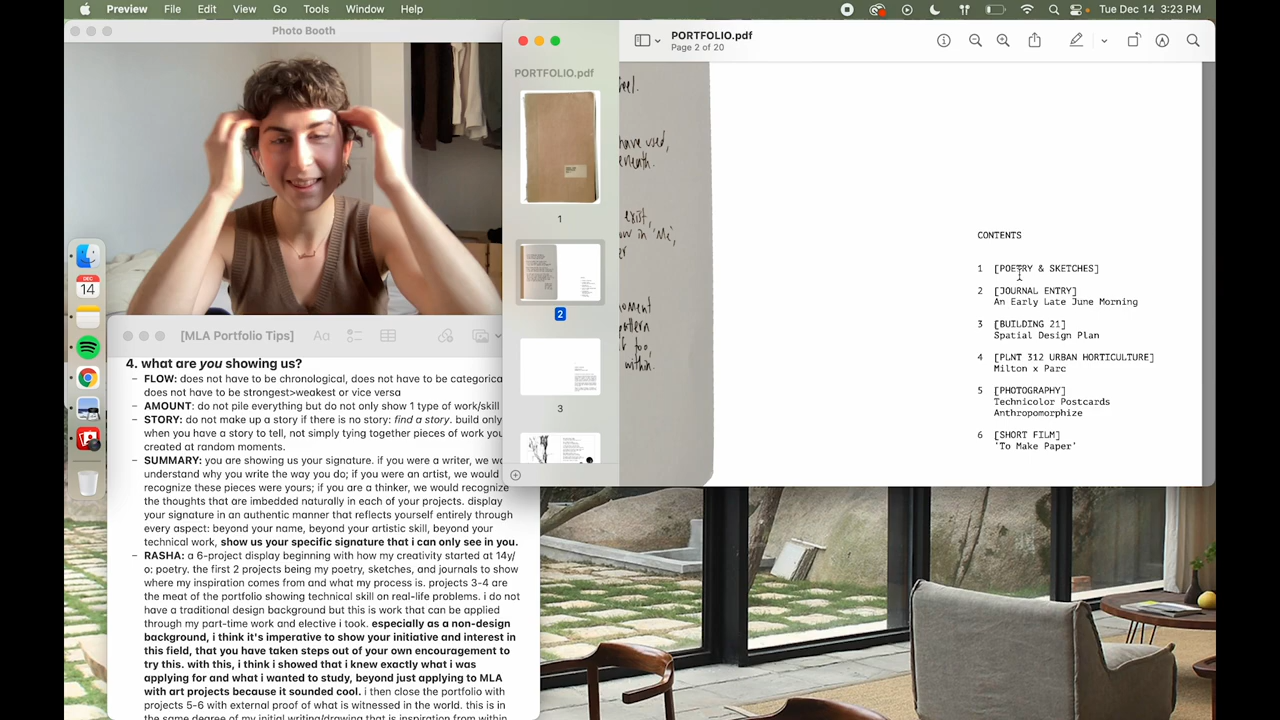 Preview File Edit View Go Tools Window Help
Tue Dec 14 3:23 PM
Photo Booth
PORTFOLIO.pdf
Page 2 of 20
PORTFOLIO.pdf
1
2
3
DEC
14
have used,
exist,
within.
CONTENTS
1 [POETRY & SKETCHES]
2 [JOURNAL ENTRY]
An Early Late June Morning
3 [BUILDING 21]
Spatial Design Plan
4 [PLNT 312 URBAN HORTICULTURE]
Milton x Parc
5 [PHOTOGRAPHY]
Technicolor Postcards
Anthropomorphize
6 [SHORT FILM]
'To Make Paper'
[MLA Portfolio Tips]
Aa
4. what are you showing us?
– FLOW: does not have to be chronological, does not have to be categorica
does not have to be strongest>weakest or vice versa
– AMOUNT: do not pile everything but do not only show 1 type of work/skill
– STORY: do not make up a story if there is no story: find a story. build only
when you have a story to tell, not simply tying together pieces of work you
created at random moments.
– SUMMARY: you are showing us your signature. if you were a writer, we wo
understand why you write the way you do; if you were an artist, we would
recognize these pieces were yours; if you are a thinker, we would recognize
the thoughts that are imbedded naturally in each of your projects. display
your signature in an authentic manner that reflects yourself entirely through
every aspect: beyond your name, beyond your artistic skill, beyond your
technical work, show us your specific signature that i can only see in you.
– RASHA: a 6-project display beginning with how my creativity started at 14y/
o: poetry. the first 2 projects being my poetry, sketches, and journals to show
where my inspiration comes from and what my process is. projects 3-4 are
the meat of the portfolio showing technical skill on real-life problems. i do not
have a traditional design background but this is work that can be applied
through my part-time work and elective i took. especially as a non-design
background, i think it's imperative to show your initiative and interest in
this field, that you have taken steps out of your own encouragement to
try this. with this, i think i showed that i knew exactly what i was
applying for and what i wanted to study, beyond just applying to MLA
with art projects because it sounded cool. i then close the portfolio with
projects 5-6 with external proof of what is witnessed in the world. this is in
the same degree of my initial writing/drawing that is inspiration from within